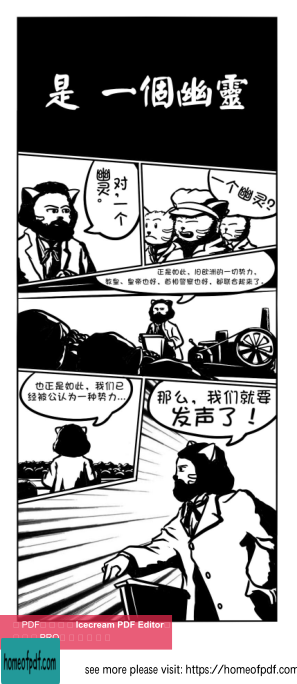 是 一個幽靈
对，一个
幽灵。
一个幽灵？
正是如此，旧欧洲的一切势力、
教皇、皇帝也好，首相警察也好，都联合起来了。
也正是如此，我们已
经被公认为一种势力...
那么，我们就要
发声了！
PDF Icecream PDF Editor
PRO
homeofpdf.com
see more please visit: https://homeofpdf.com